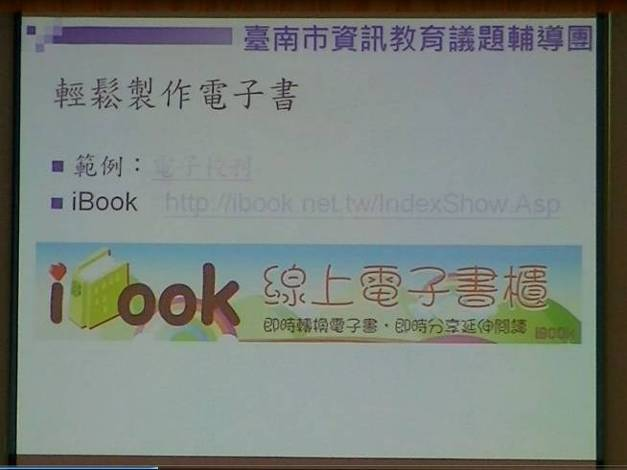 臺南市資訊教育議題輔導團
輕鬆製作電子書
範例：電子校刊
iBook http://ibook.net.tw/IndexShow.Asp
iBook 線上電子書櫃
即時轉換電子書‧即時分享延伸閱讀
iBOOK